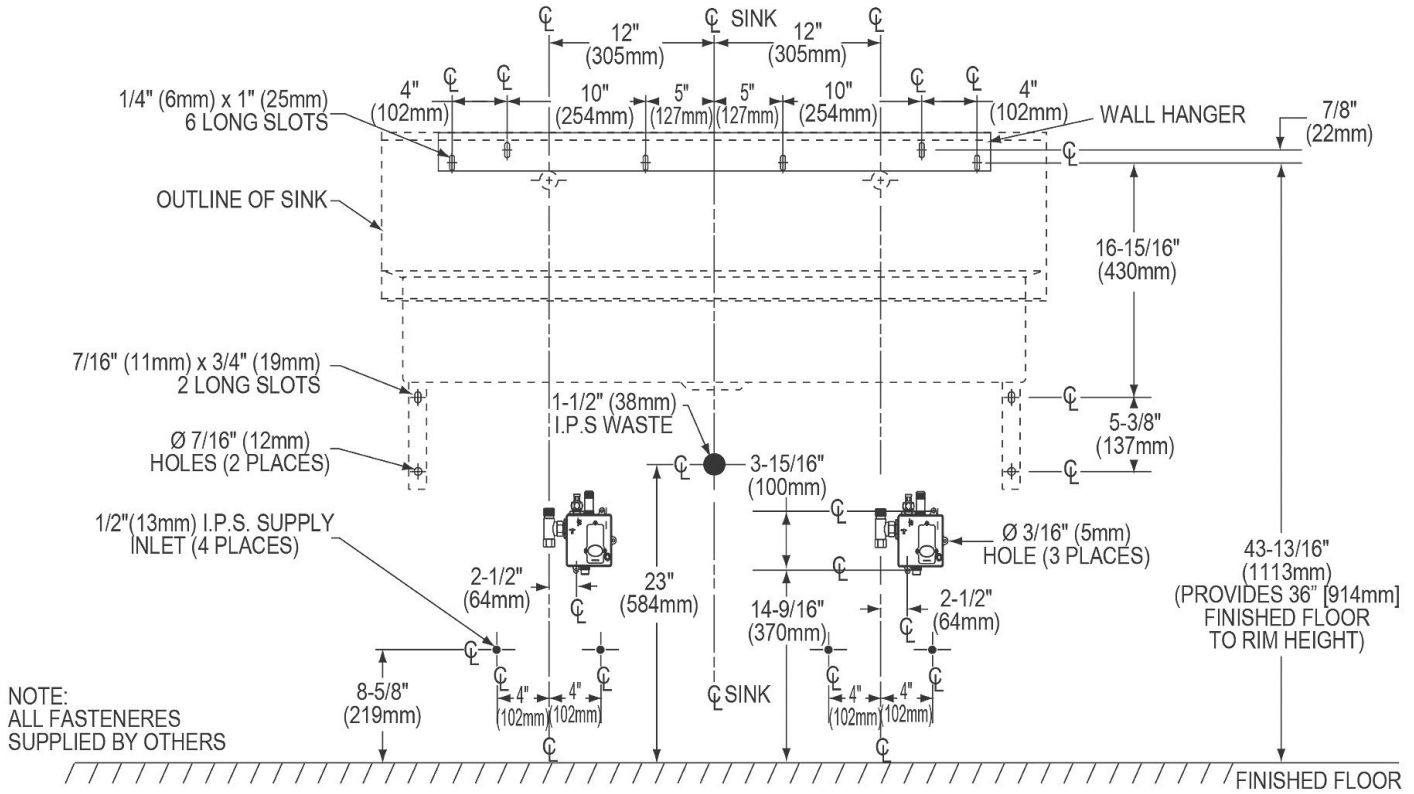 ℄
℄ SINK
℄
12"
(305mm)
12"
(305mm)
4"
(102mm)
℄
℄
10"
(254mm)
5"
(127mm)
5"
(127mm)
10"
(254mm)
℄
℄
4"
(102mm)
1/4" (6mm) x 1" (25mm)
6 LONG SLOTS
WALL HANGER
7/8"
(22mm)
℄
OUTLINE OF SINK
16-15/16"
(430mm)
7/16" (11mm) x 3/4" (19mm)
2 LONG SLOTS
1-1/2" (38mm)
I.P.S WASTE
℄
5-3/8"
(137mm)
Ø 7/16" (12mm)
HOLES (2 PLACES)
℄
3-15/16"
(100mm)
℄
℄
1/2"(13mm) I.P.S. SUPPLY
INLET (4 PLACES)
Ø 3/16" (5mm)
HOLE (3 PLACES)
43-13/16"
(1113mm)
(PROVIDES 36” [914mm]
FINISHED FLOOR
TO RIM HEIGHT)
2-1/2"
(64mm)
℄
23"
(584mm)
℄
14-9/16"
(370mm)
2-1/2"
(64mm)
℄
℄
8-5/8"
(219mm)
℄
4"
(102mm)
4"
(102mm)
℄
℄ SINK
℄
4"
(102mm)
4"
(102mm)
℄
NOTE:
ALL FASTENERES
SUPPLIED BY OTHERS
℄
℄
FINISHED FLOOR